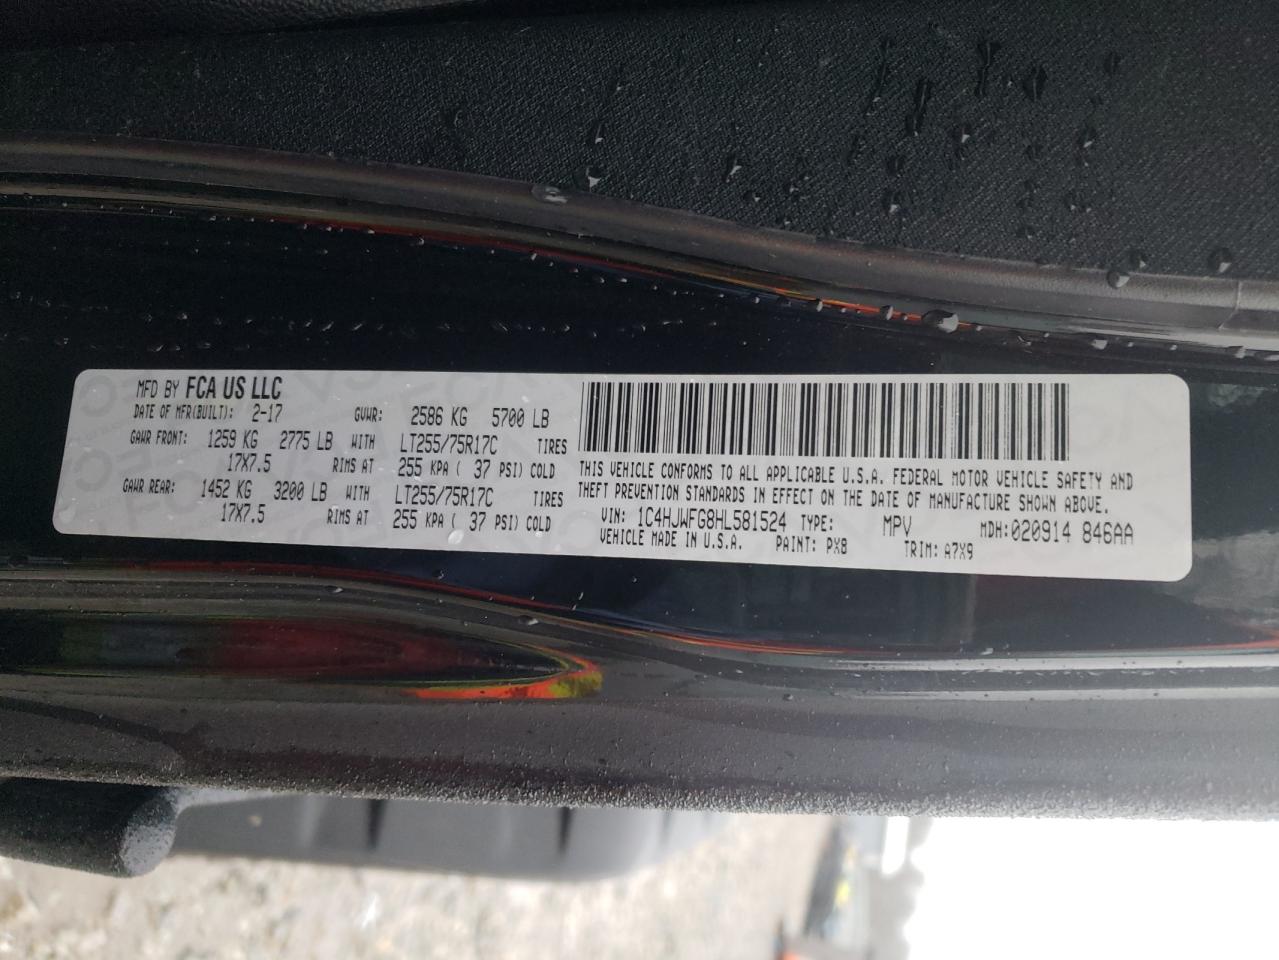 MFD BY FCA US LLC
DATE OF MFR(BUILT): 2-17 GVWR: 2586 KG 5700 LB
GAWR FRONT: 1259 KG 2775 LB WITH LT255/75R17C TIRES
17X7.5 RIMS AT 255 KPA ( 37 PSI) COLD
GAWR REAR: 1452 KG 3200 LB WITH LT255/75R17C TIRES
17X7.5 RIMS AT 255 KPA ( 37 PSI) COLD
THIS VEHICLE CONFORMS TO ALL APPLICABLE U.S.A. FEDERAL MOTOR VEHICLE SAFETY AND
THEFT PREVENTION STANDARDS IN EFFECT ON THE DATE OF MANUFACTURE SHOWN ABOVE.
VIN: 1C4HJWFG8HL581524 TYPE: MPV MDH:020914 846AA
VEHICLE MADE IN U.S.A. PAINT: PX8 TRIM: A7X9